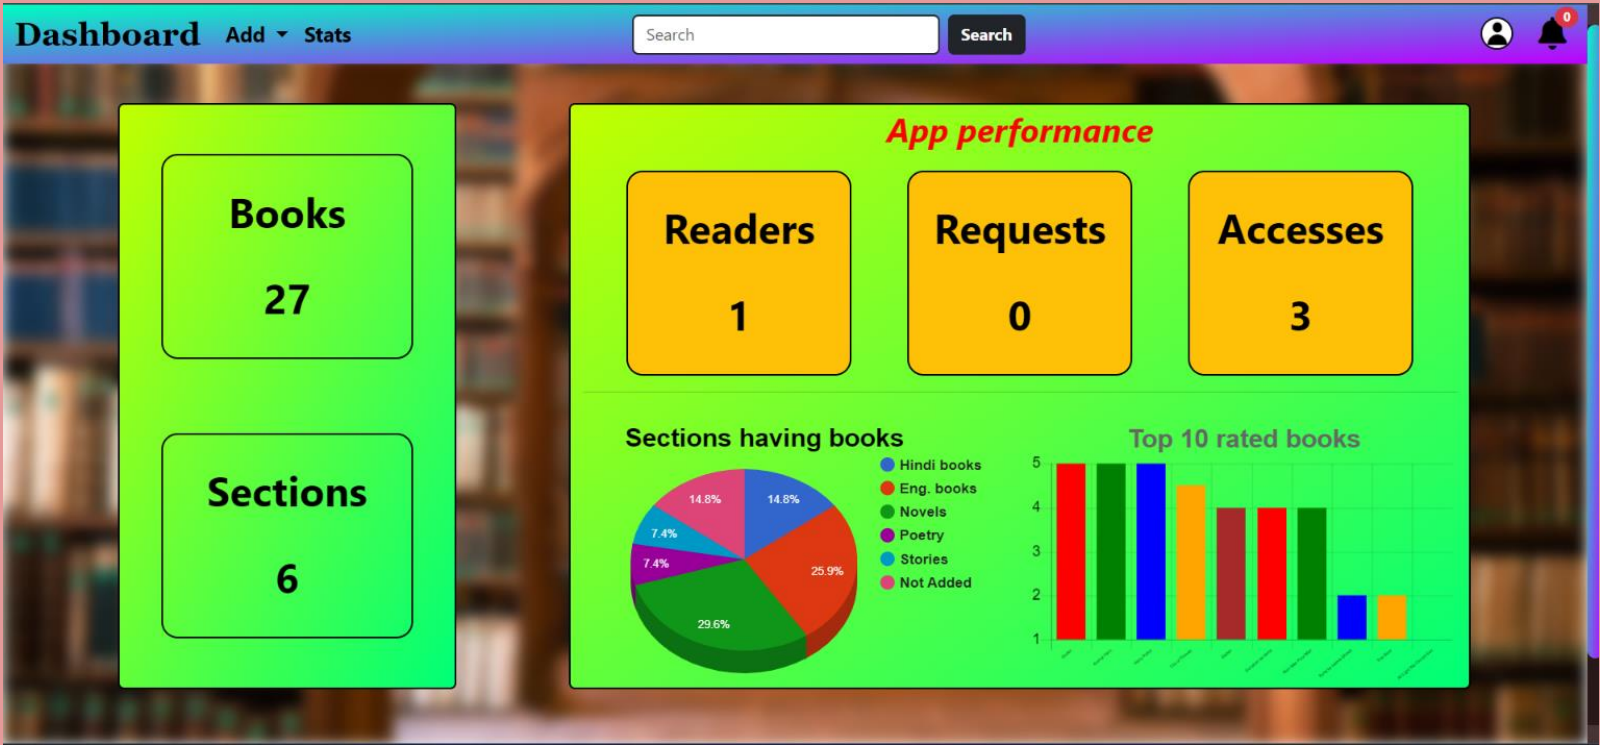 Dashboard Add Stats Search Search 0
Books
27
Sections
6
App performance
Readers Requests Accesses
1 0 3
Sections having books
14.8% 14.8%
7.4%
7.4%
25.9%
29.6%
Hindi books
Eng. books
Novels
Poetry
Stories
Not Added
Top 10 rated books
5
4
3
2
1